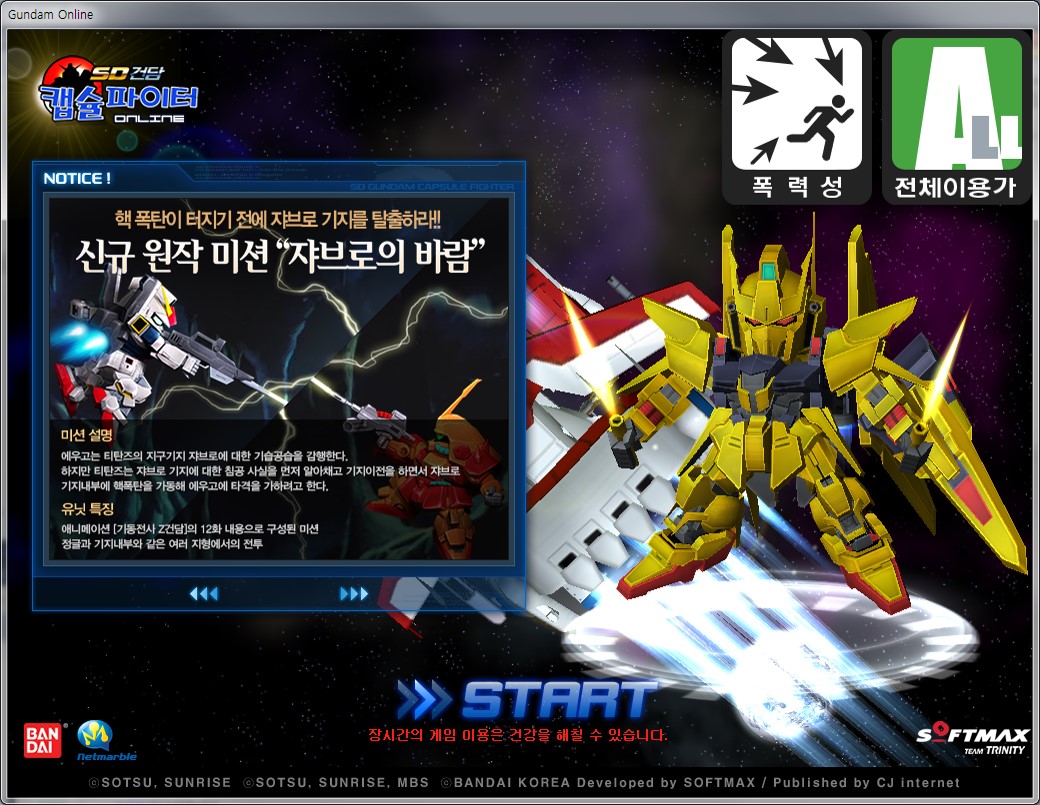 Gundam Online
SD건담
캡슐파이터
ONLINE
폭력성
ALL
전체이용가
NOTICE !
SD GUNDAM CAPSULE FIGHTER
핵 폭탄이 터지기 전에 쟈브로 기지를 탈출하라!!
신규 원작 미션 “쟈브로의 바람”
미션 설명
에우고는 티탄즈의 지구기지 쟈브로에 대한 기습공습을 감행한다.
하지만 티탄즈는 쟈브로 기지에 대한 침공 사실을 먼저 알아채고 기지이전을 하면서 쟈브로
기지내부에 핵폭탄을 가동해 에우고에 타격을 가하려고 한다.
유닛 특징
애니메이션 [기동전사 Z건담]의 12화 내용으로 구성된 미션
정글과 기지내부와 같은 여러 지형에서의 전투
START
장시간의 게임 이용은 건강을 해칠 수 있습니다.
BAN
DAI
Netmarble
SOFTMAX
TEAM TRINITY
ⓒSOTSU, SUNRISE ⓒSOTSU, SUNRISE, MBS ⓒBANDAI KOREA Developed by SOFTMAX / Published by CJ internet